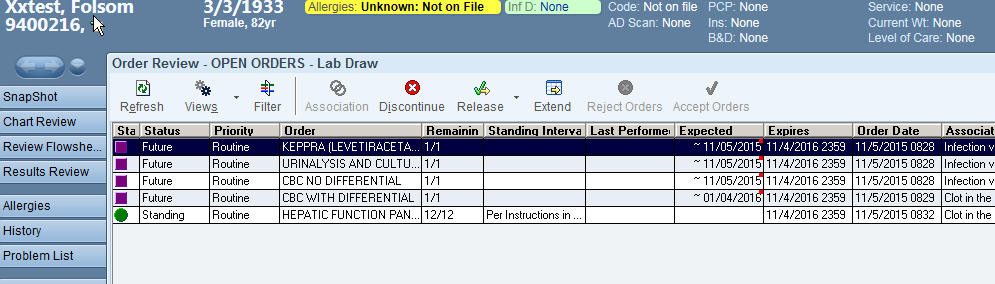 Xxtest, Folsom 3/3/1933 Allergies: Unknown: Not on File Inf D: None Code: Not on file PCP: None Service: None
9400216, Female, 82yr AD Scan: None Ins: None Current Wt: None
B&D: None Level of Care: None
Order Review - OPEN ORDERS - Lab Draw
Refresh Views Filter Association Discontinue Release Extend Reject Orders Accept Orders
SnapShot
Chart Review
Review Flowshe...
Results Review
Allergies
History
Problem List
Sta Status Priority Order Remainin Standing Interva Last Performe Expected Expires Order Date Associat
Future Routine KEPPRA (LEVETIRACETA... 1/1 ~ 11/05/2015 11/4/2016 2359 11/5/2015 0828 Infection v
Future Routine URINALYSIS AND CULTU... 1/1 ~ 11/05/2015 11/4/2016 2359 11/5/2015 0828 Infection v
Future Routine CBC NO DIFFERENTIAL 1/1 ~ 11/05/2015 11/4/2016 2359 11/5/2015 0828 Infection v
Future Routine CBC WITH DIFFERENTIAL 1/1 ~ 01/04/2016 11/4/2016 2359 11/5/2015 0829 Clot in the
Standing Routine HEPATIC FUNCTION PAN... 12/12 Per Instructions in ... 11/4/2016 2359 11/5/2015 0832 Clot in the